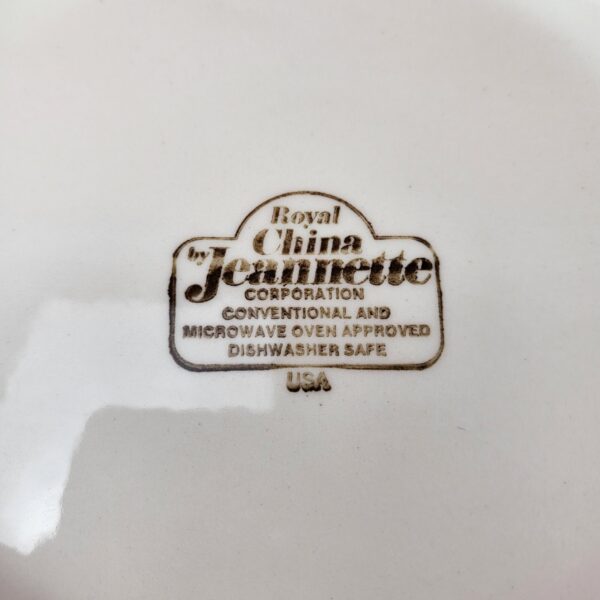 Royal
China
by Jeannette
CORPORATION
CONVENTIONAL AND
MICROWAVE OVEN APPROVED
DISHWASHER SAFE
USA